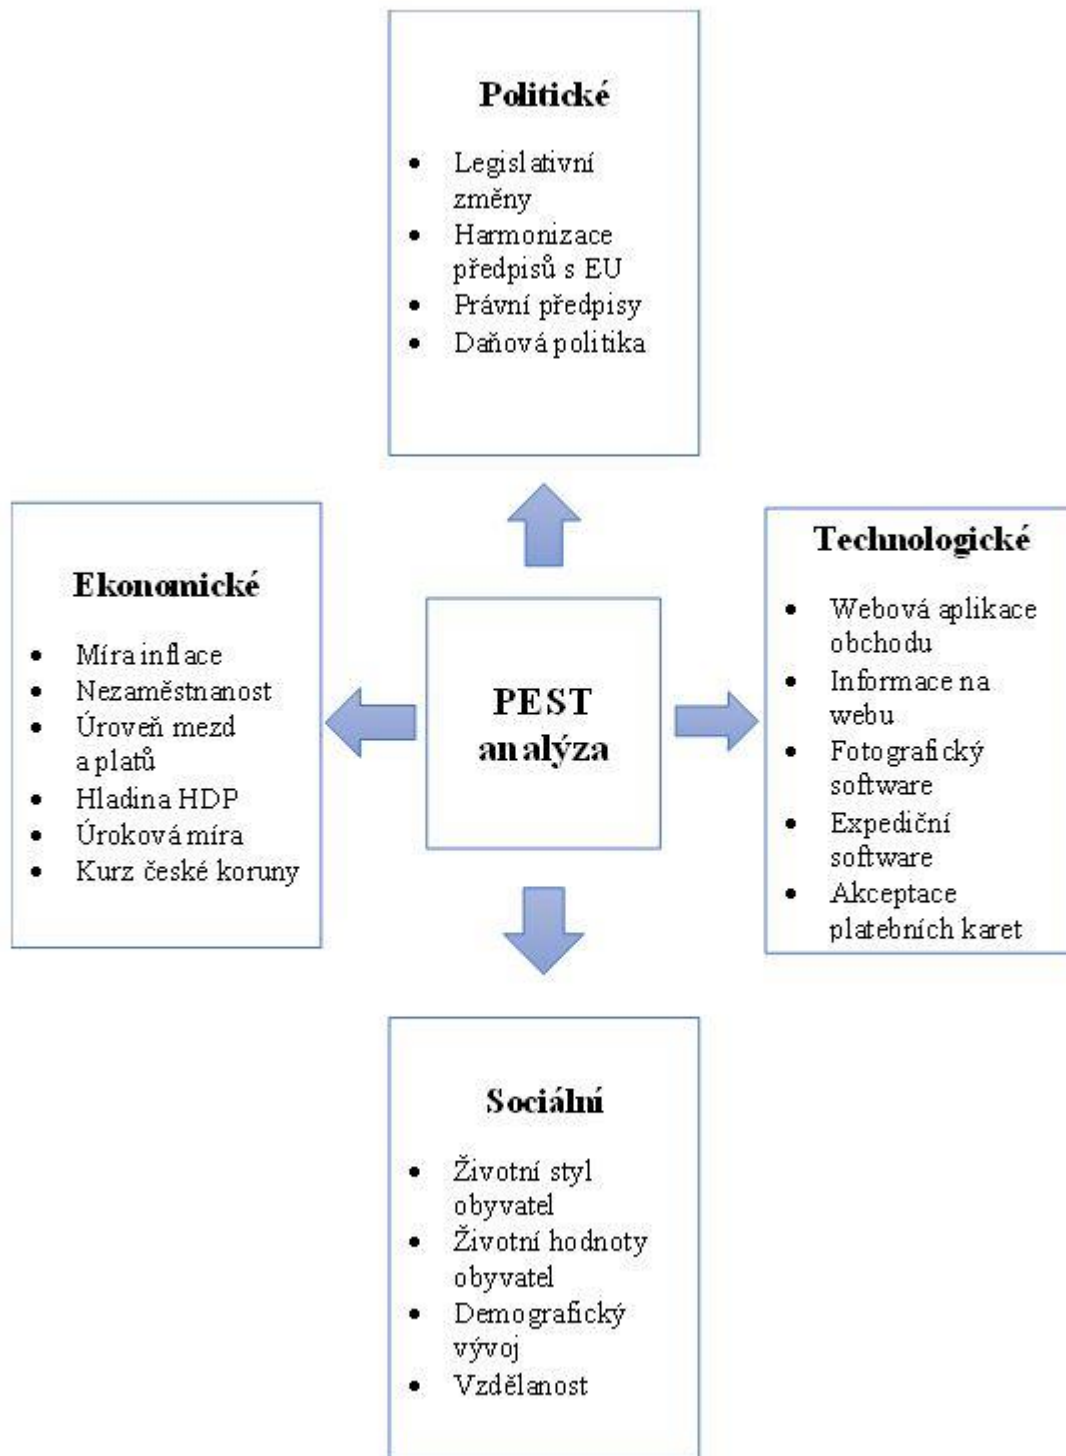 Politické
• Legislativní
změny
• Harmonizace
předpisů s EU
• Právní předpisy
• Daňová politika
Ekonomické
• Míra inflace
• Nezaměstnanost
• Úroveň mezd
a platů
• Hladina HDP
• Úroková míra
• Kurz české koruny
PEST
analýza
Technologické
• Webová aplikace
obchodu
• Informace na
webu
• Fotografický
software
• Expediční
software
• Akceptace
platebních karet
Sociální
• Životní styl
obyvatel
• Životní hodnoty
obyvatel
• Demografický
vývoj
• Vzdělanost